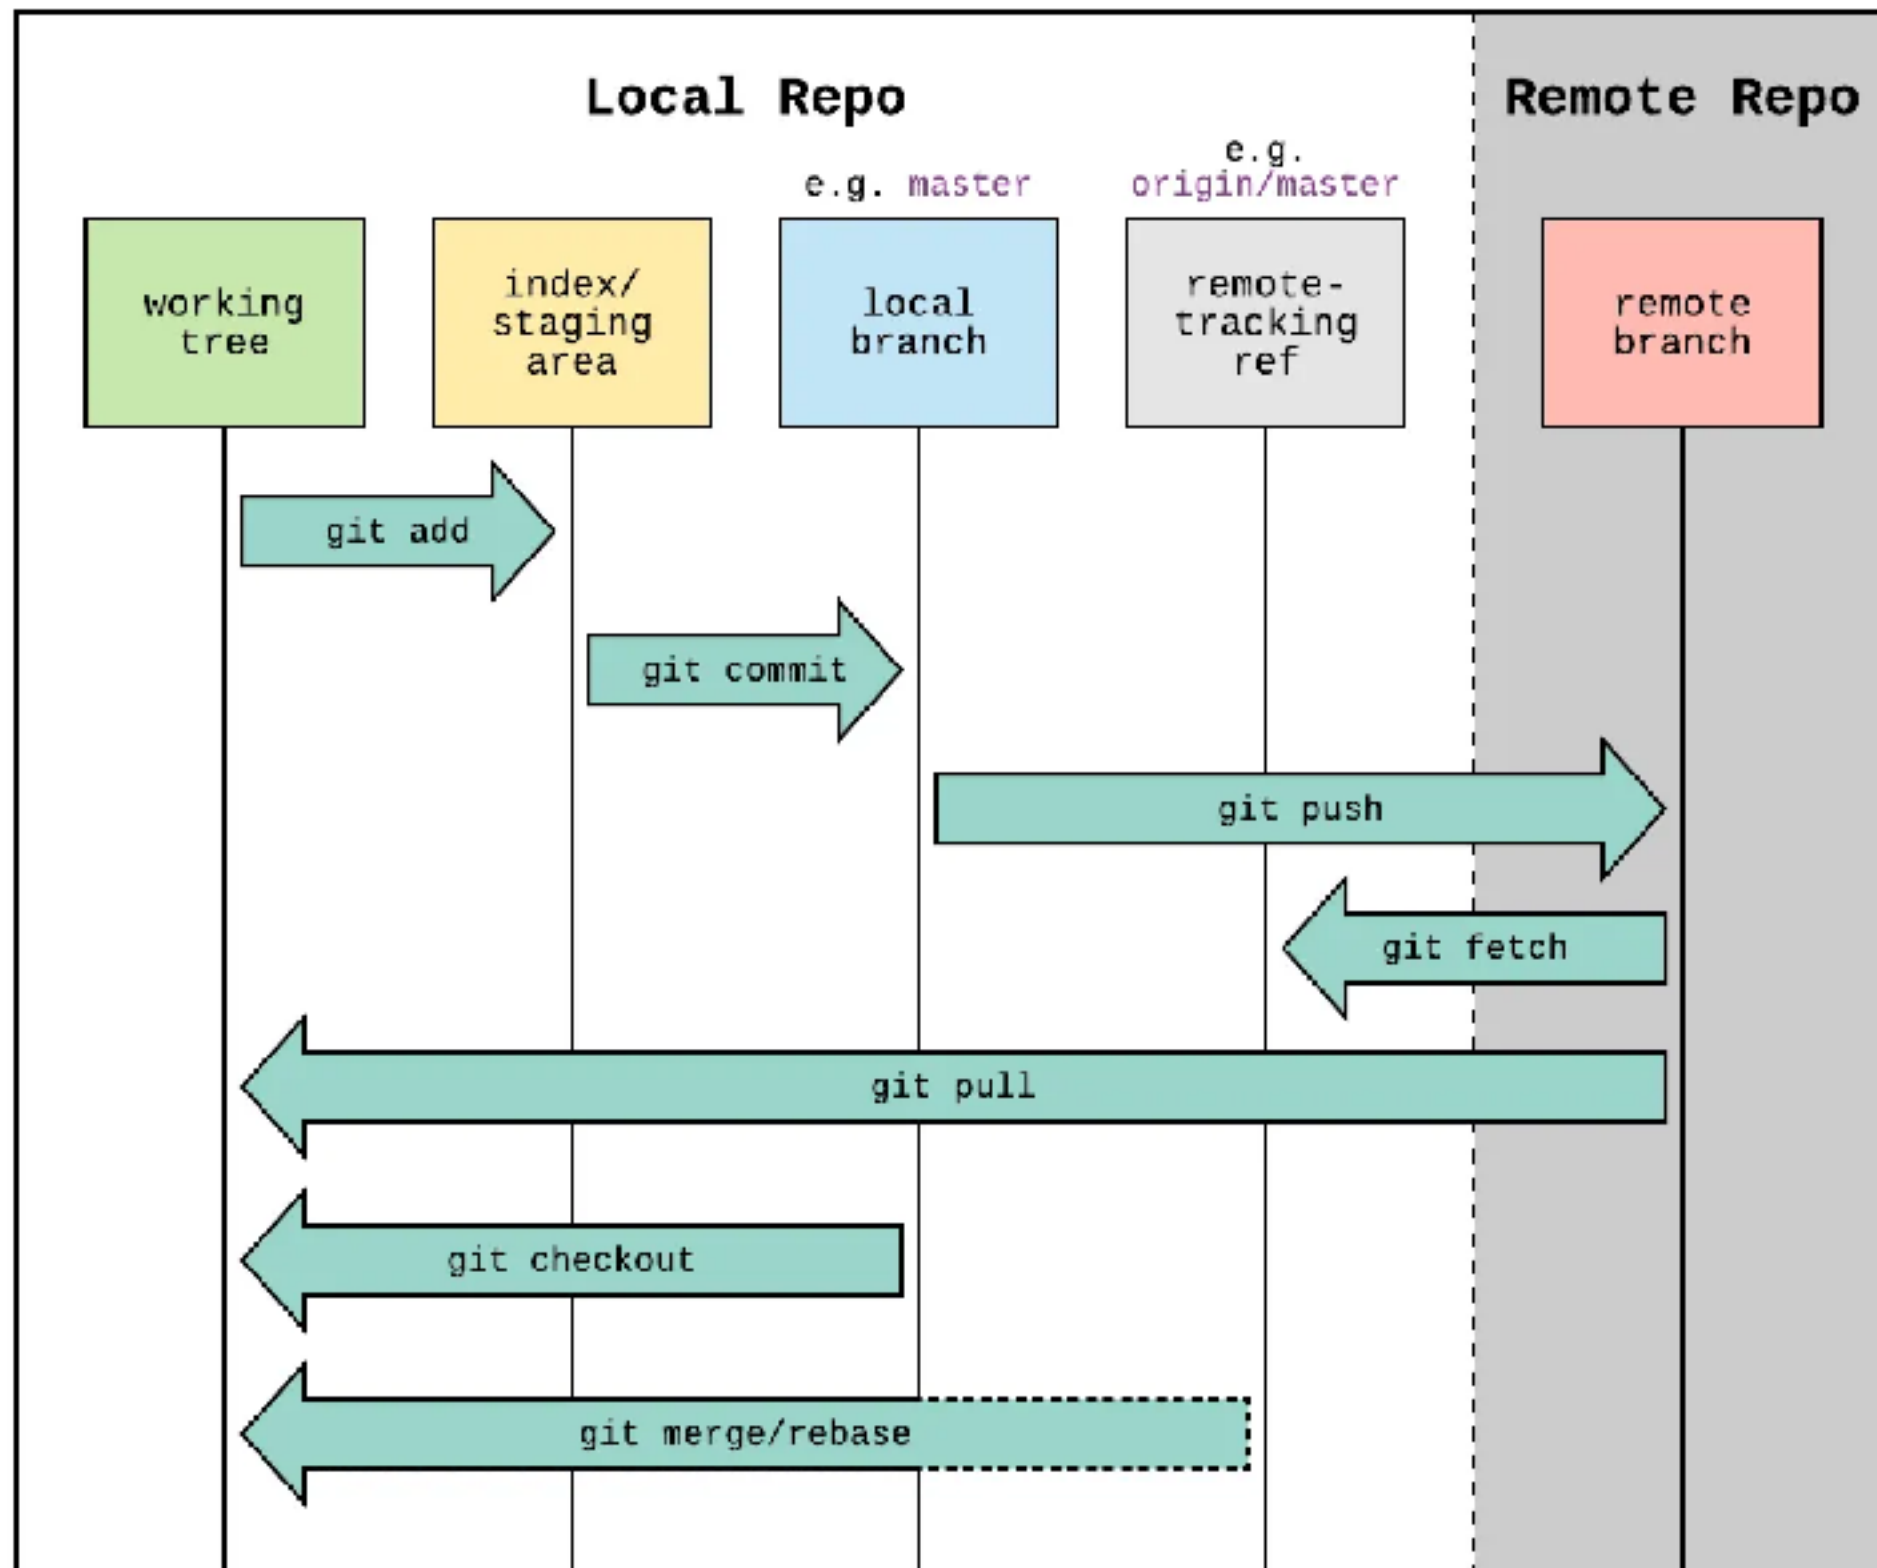 Local Repo
Remote Repo
e.g.
e.g. master
origin/master
working
tree
index/
staging
area
local
branch
remote-
tracking
ref
remote
branch
git add
git commit
git push
git fetch
git pull
git checkout
git merge/rebase